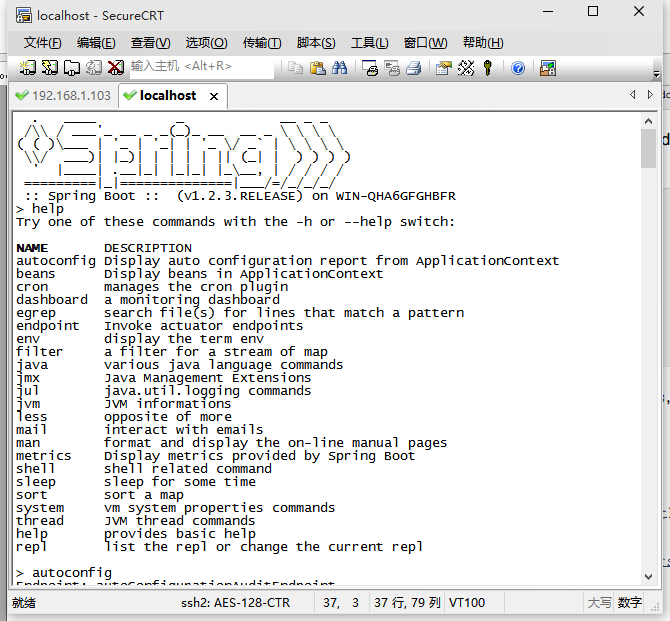 localhost - SecureCRT
文件(F) 编辑(E) 查看(V) 选项(O) 传输(T) 脚本(S) 工具(L) 窗口(W) 帮助(H)
输入主机 <Alt+R>
192.168.1.103 localhost
:: Spring Boot ::  (v1.2.3.RELEASE) on WIN-QHA6GFGHBFR
> help
Try one of these commands with the -h or --help switch:
NAME       DESCRIPTION
autoconfig Display auto configuration report from ApplicationContext
beans      Display beans in ApplicationContext
cron       manages the cron plugin
dashboard  a monitoring dashboard
egrep      search file(s) for lines that match a pattern
endpoint   Invoke actuator endpoints
env        display the term env
filter     a filter for a stream of map
java       various java language commands
jmx        Java Management Extensions
jul        java.util.logging commands
jvm        JVM informations
less       opposite of more
mail       interact with emails
man        format and display the on-line manual pages
metrics    Display metrics provided by Spring Boot
shell      shell related command
sleep      sleep for some time
sort       sort a map
system     vm system properties commands
thread     JVM thread commands
help       provides basic help
repl       list the repl or change the current repl
> autoconfig
Endpoint: autoConfigurationAuditEndpoint
就绪 ssh2: AES-128-CTR 37, 3 37 行, 79 列 VT100 大写 数字